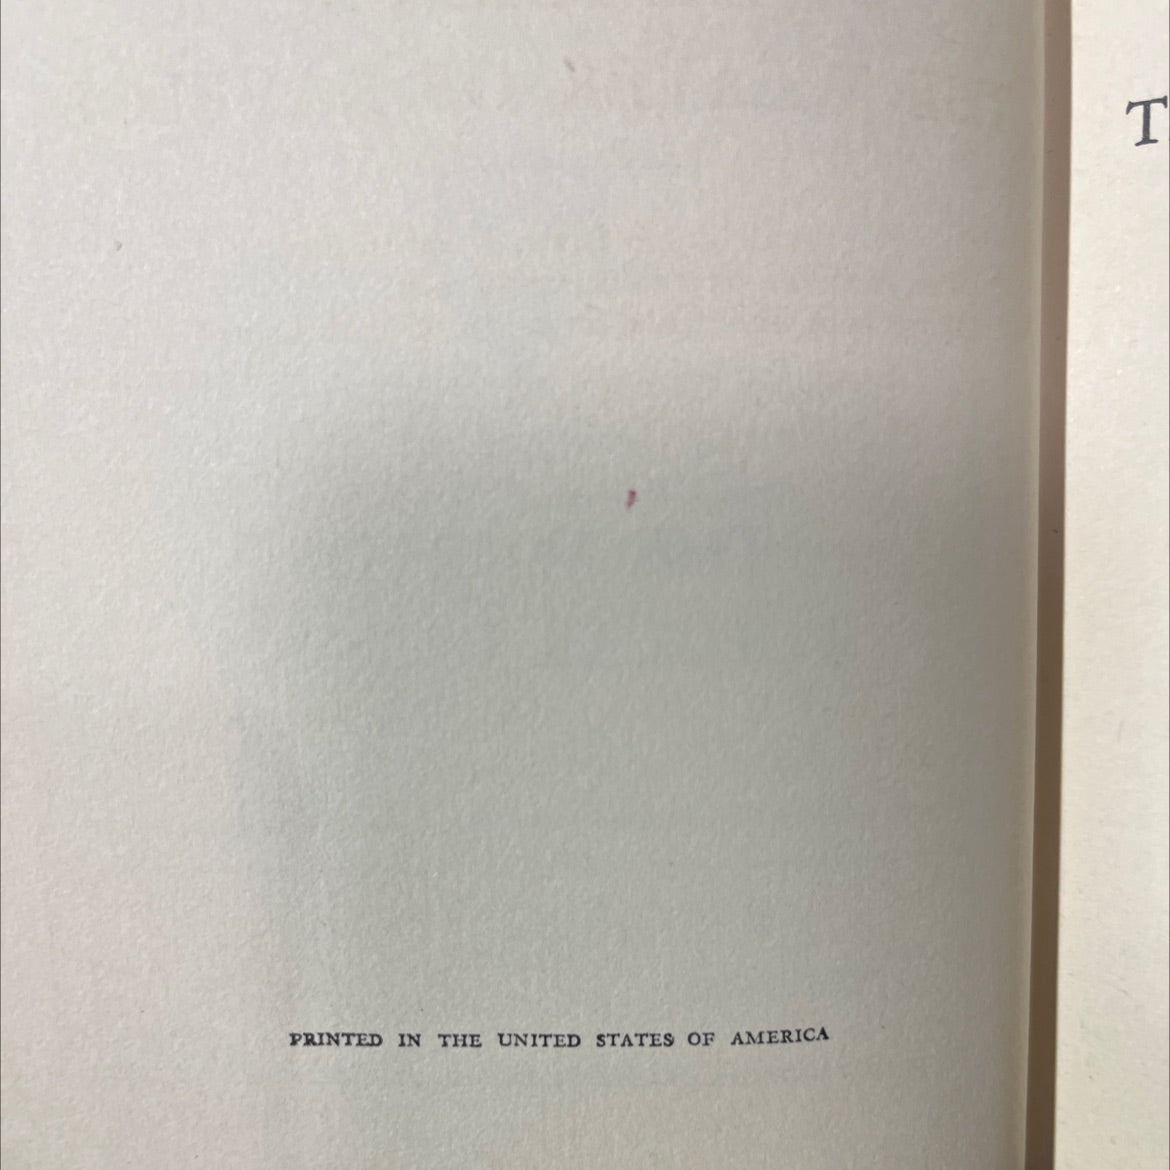 PRINTED IN THE UNITED STATES OF AMERICA
T